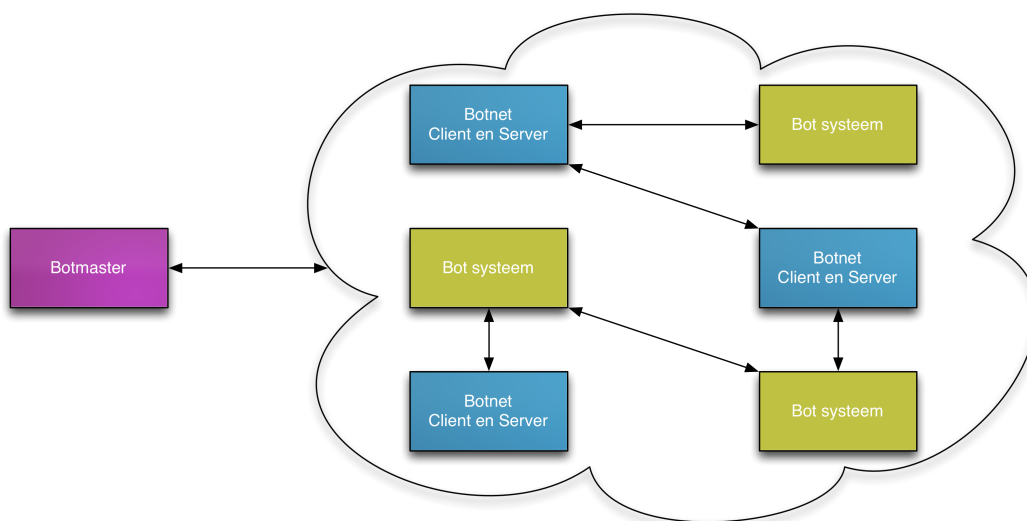 Botnet
Client en Server
Bot systeem
Botmaster
Bot systeem
Botnet
Client en Server
Botnet
Client en Server
Bot systeem